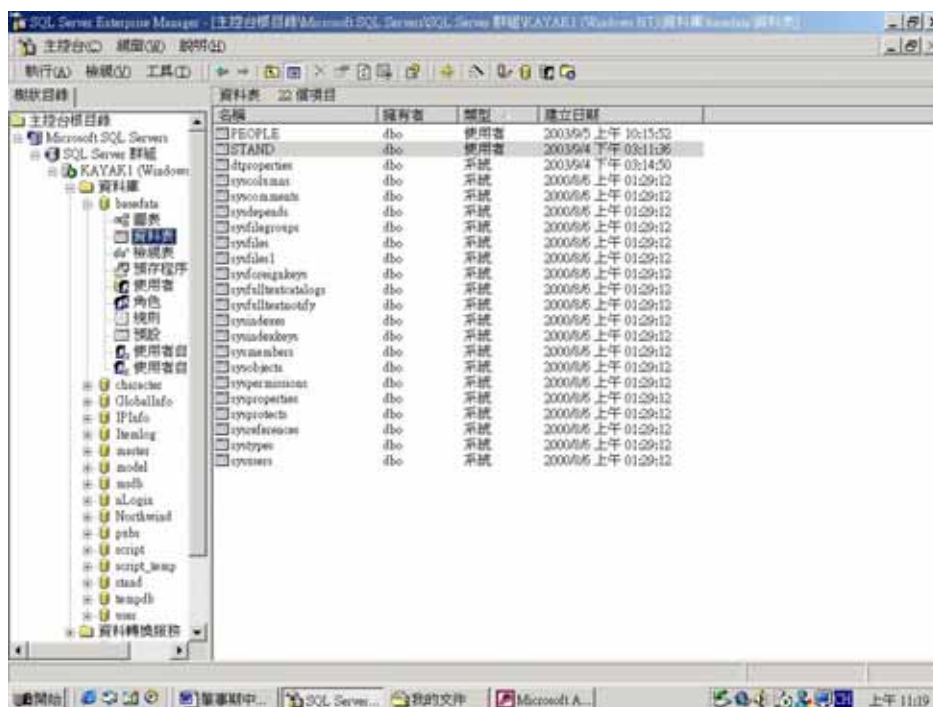 SQL Server Enterprise Manager - [主控台根目錄\Microsoft SQL Servers\SQL Server 群組\KAYAK1 (Windows NT)\資料庫\basedata\資料表]
主控台(C) 視窗(W) 說明(H)
執行(A) 檢視(V) 工具(T)
樹狀目錄
資料表 22 個項目
主控台根目錄
Microsoft SQL Servers
SQL Server 群組
KAYAK1 (Windows
資料庫
basedata
圖表
資料表
檢視表
預存程序
使用者
角色
規則
預設
使用者自
使用者自
character
GlobalInfo
IPInfo
Itemlog
master
model
msdb
nLogin
Northwind
pubs
script
script_temp
stand
tempdb
user
資料轉換服務
名稱 擁有者 類型 建立日期
PEOPLE dbo 使用者 2003/9/5 上午 10:15:52
STAND dbo 使用者 2003/9/4 下午 03:11:36
dtproperties dbo 系統 2003/9/4 下午 03:14:50
syscolumns dbo 系統 2000/8/6 上午 01:29:12
syscomments dbo 系統 2000/8/6 上午 01:29:12
sysdepends dbo 系統 2000/8/6 上午 01:29:12
sysfilegroups dbo 系統 2000/8/6 上午 01:29:12
sysfiles dbo 系統 2000/8/6 上午 01:29:12
sysfiles1 dbo 系統 2000/8/6 上午 01:29:12
sysforeignkeys dbo 系統 2000/8/6 上午 01:29:12
sysfulltextcatalogs dbo 系統 2000/8/6 上午 01:29:12
sysfulltextnotify dbo 系統 2000/8/6 上午 01:29:12
sysindexes dbo 系統 2000/8/6 上午 01:29:12
sysindexkeys dbo 系統 2000/8/6 上午 01:29:12
sysmembers dbo 系統 2000/8/6 上午 01:29:12
sysobjects dbo 系統 2000/8/6 上午 01:29:12
syspermissions dbo 系統 2000/8/6 上午 01:29:12
sysproperties dbo 系統 2000/8/6 上午 01:29:12
sysprotects dbo 系統 2000/8/6 上午 01:29:12
sysreferences dbo 系統 2000/8/6 上午 01:29:12
systypes dbo 系統 2000/8/6 上午 01:29:12
sysusers dbo 系統 2000/8/6 上午 01:29:12
開始 SQL Server... 我的文件 Microsoft A... CH 上午 11:19